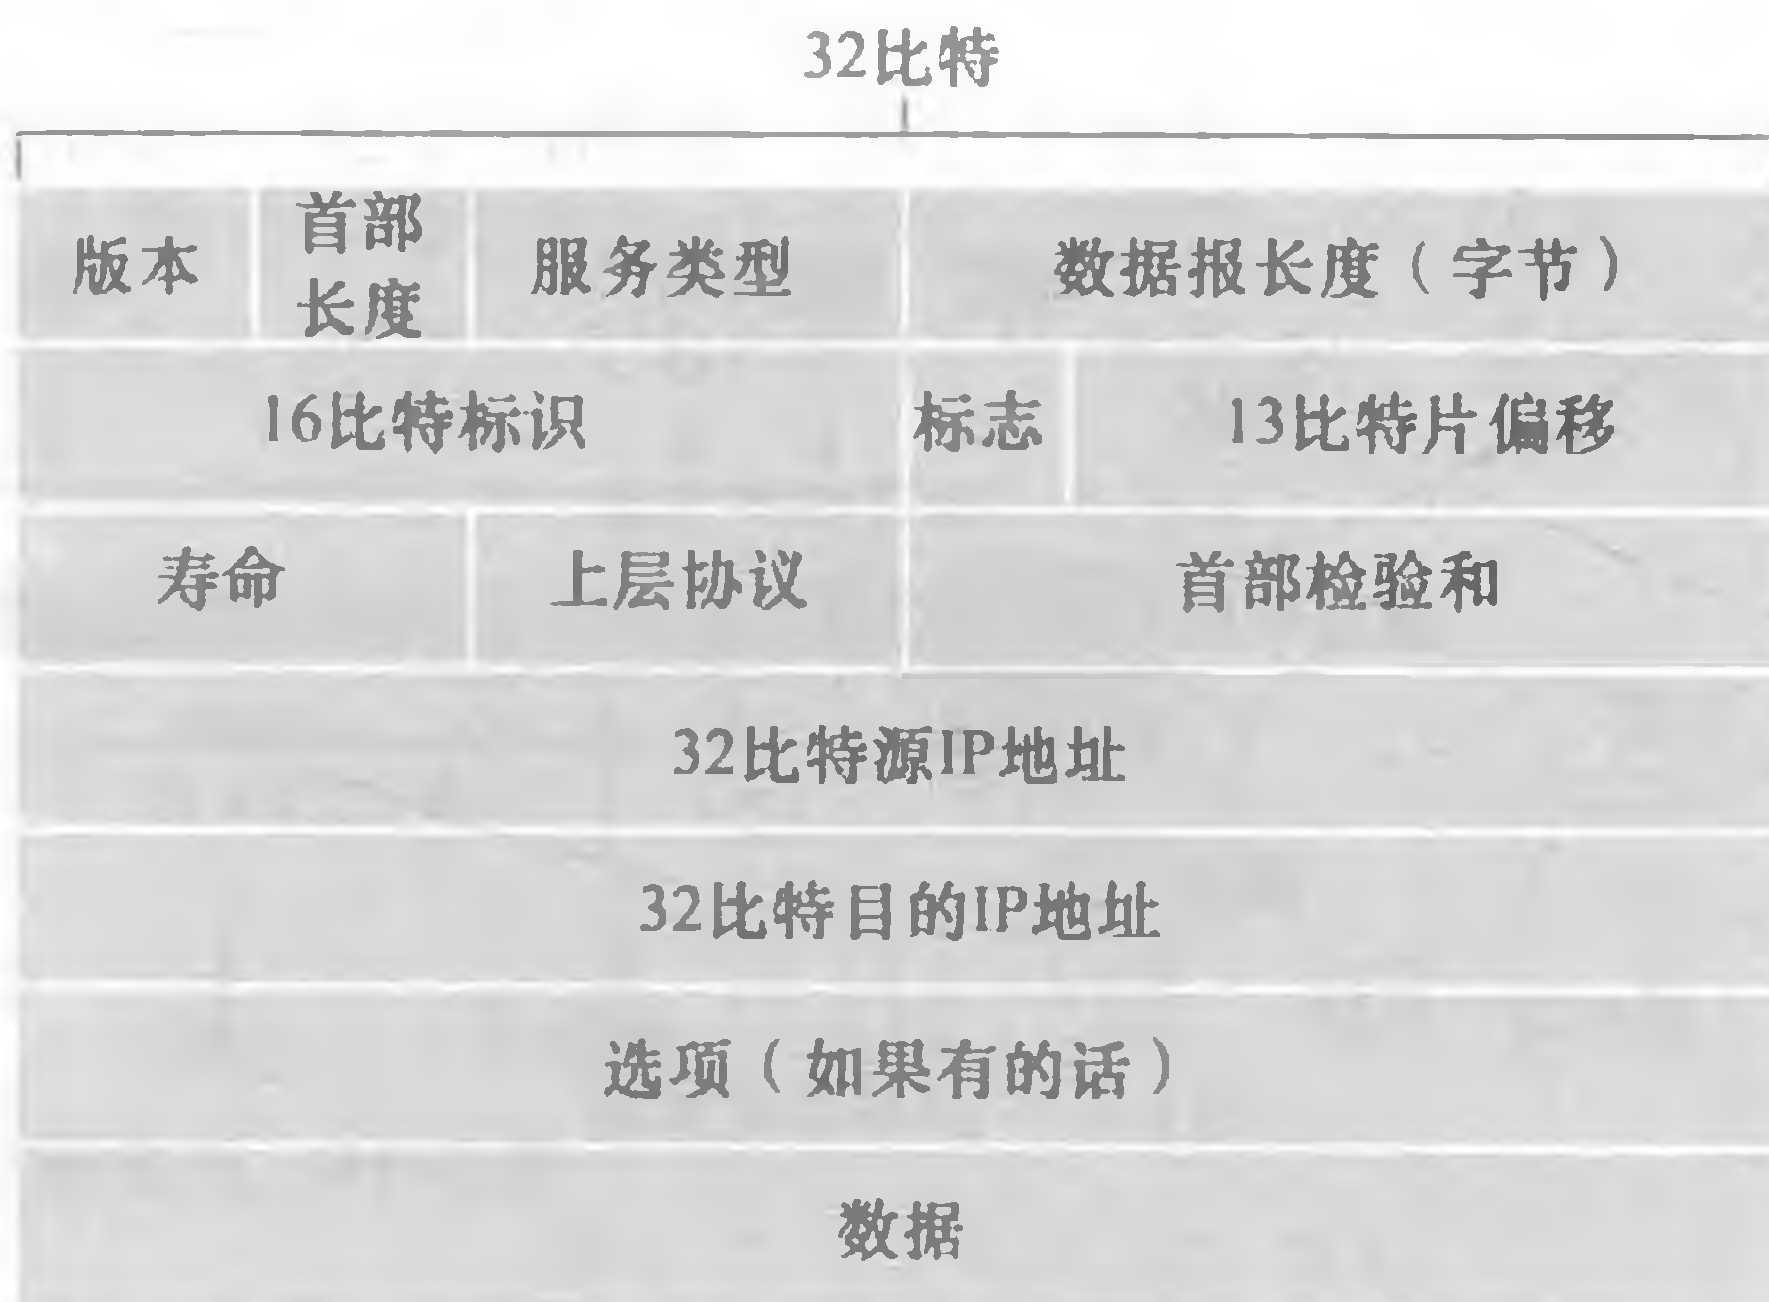 32比特
版本
首部
长度
服务类型
数据报长度（字节）
16比特标识
标志
13比特片偏移
寿命
上层协议
首部检验和
32比特源IP地址
32比特目的IP地址
选项（如果有的话）
数据